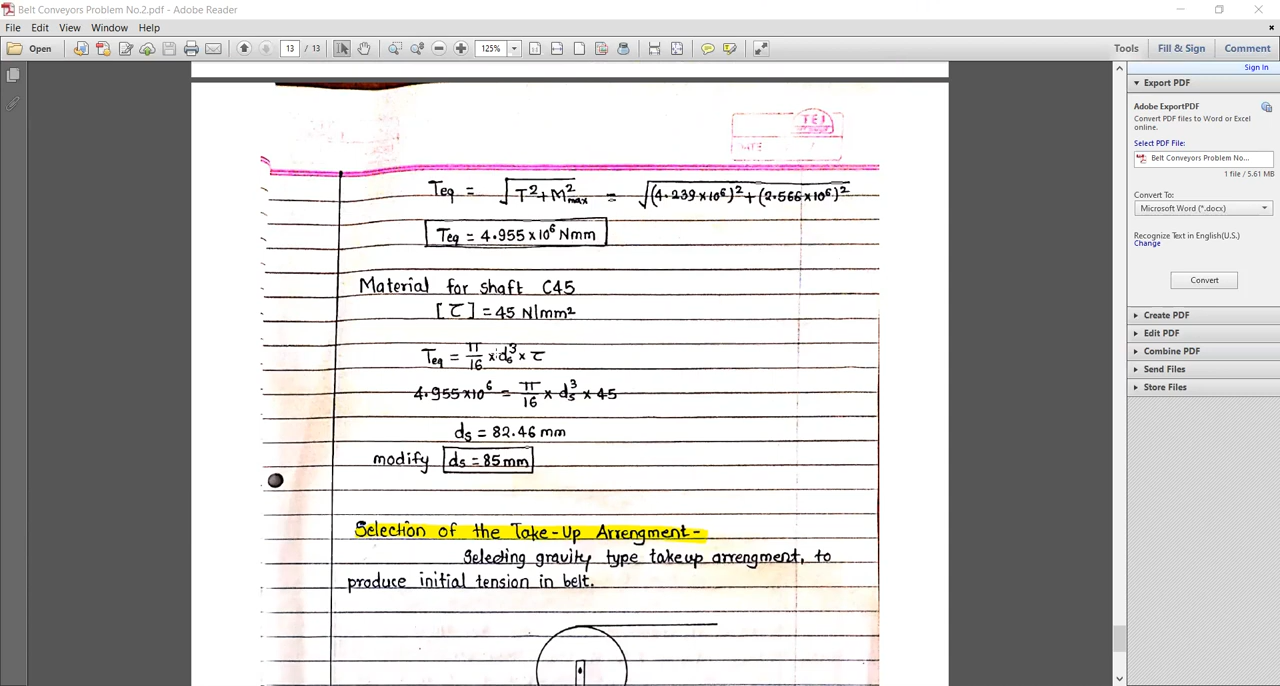 Belt Conveyors Problem No.2.pdf - Adobe Reader
File Edit View Window Help
Open 13 / 13 125% Tools Fill & Sign Comment
Sign In
Export PDF
Adobe ExportPDF
Convert PDF files to Word or Excel
online.
Select PDF File:
Belt Conveyors Problem No...
1 file / 5.61 MB
Convert To:
Microsoft Word (*.docx)
Recognize Text in English(U.S.)
Change
Convert
Create PDF
Edit PDF
Combine PDF
Send Files
Store Files
TEI
Teq = √(T² + M²max) = √((4.239×10⁶)² + (2.566×10⁶)²)
Teq = 4.955×10⁶ Nmm
Material for shaft C45
[τ] = 45 N/mm²
Teq = π/16 × ds³ × τ
4.955×10⁶ = π/16 × ds³ × 45
ds = 82.46 mm
modify ds = 85 mm
Selection of the Take-Up Arrengment-
Selecting gravity type takeup arrengment, to
produce initial tension in belt.